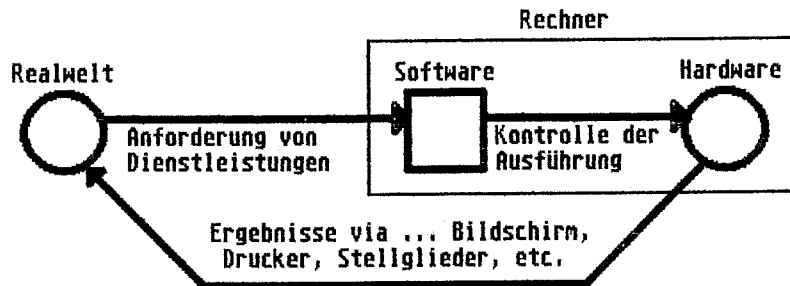 Rechner
Realwelt
Software
Hardware
Anforderung von
Dienstleistungen
Kontrolle der
Ausführung
Ergebnisse via ... Bildschirm,
Drucker, Stellglieder, etc.